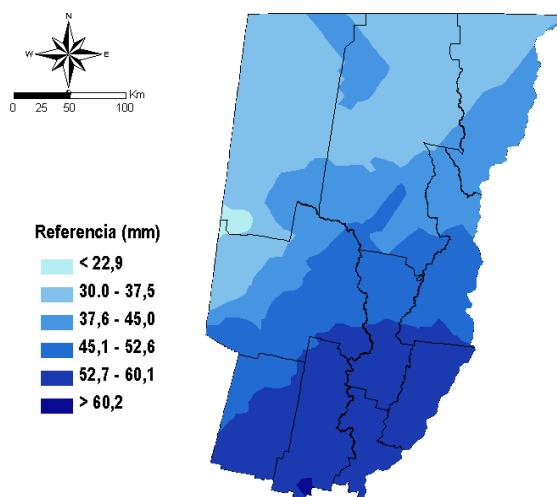 N
W E
S
Km
0 25 50 100
Referencia (mm)
< 22,9
30.0 - 37,5
37,6 - 45,0
45,1 - 52,6
52,7 - 60,1
> 60,2